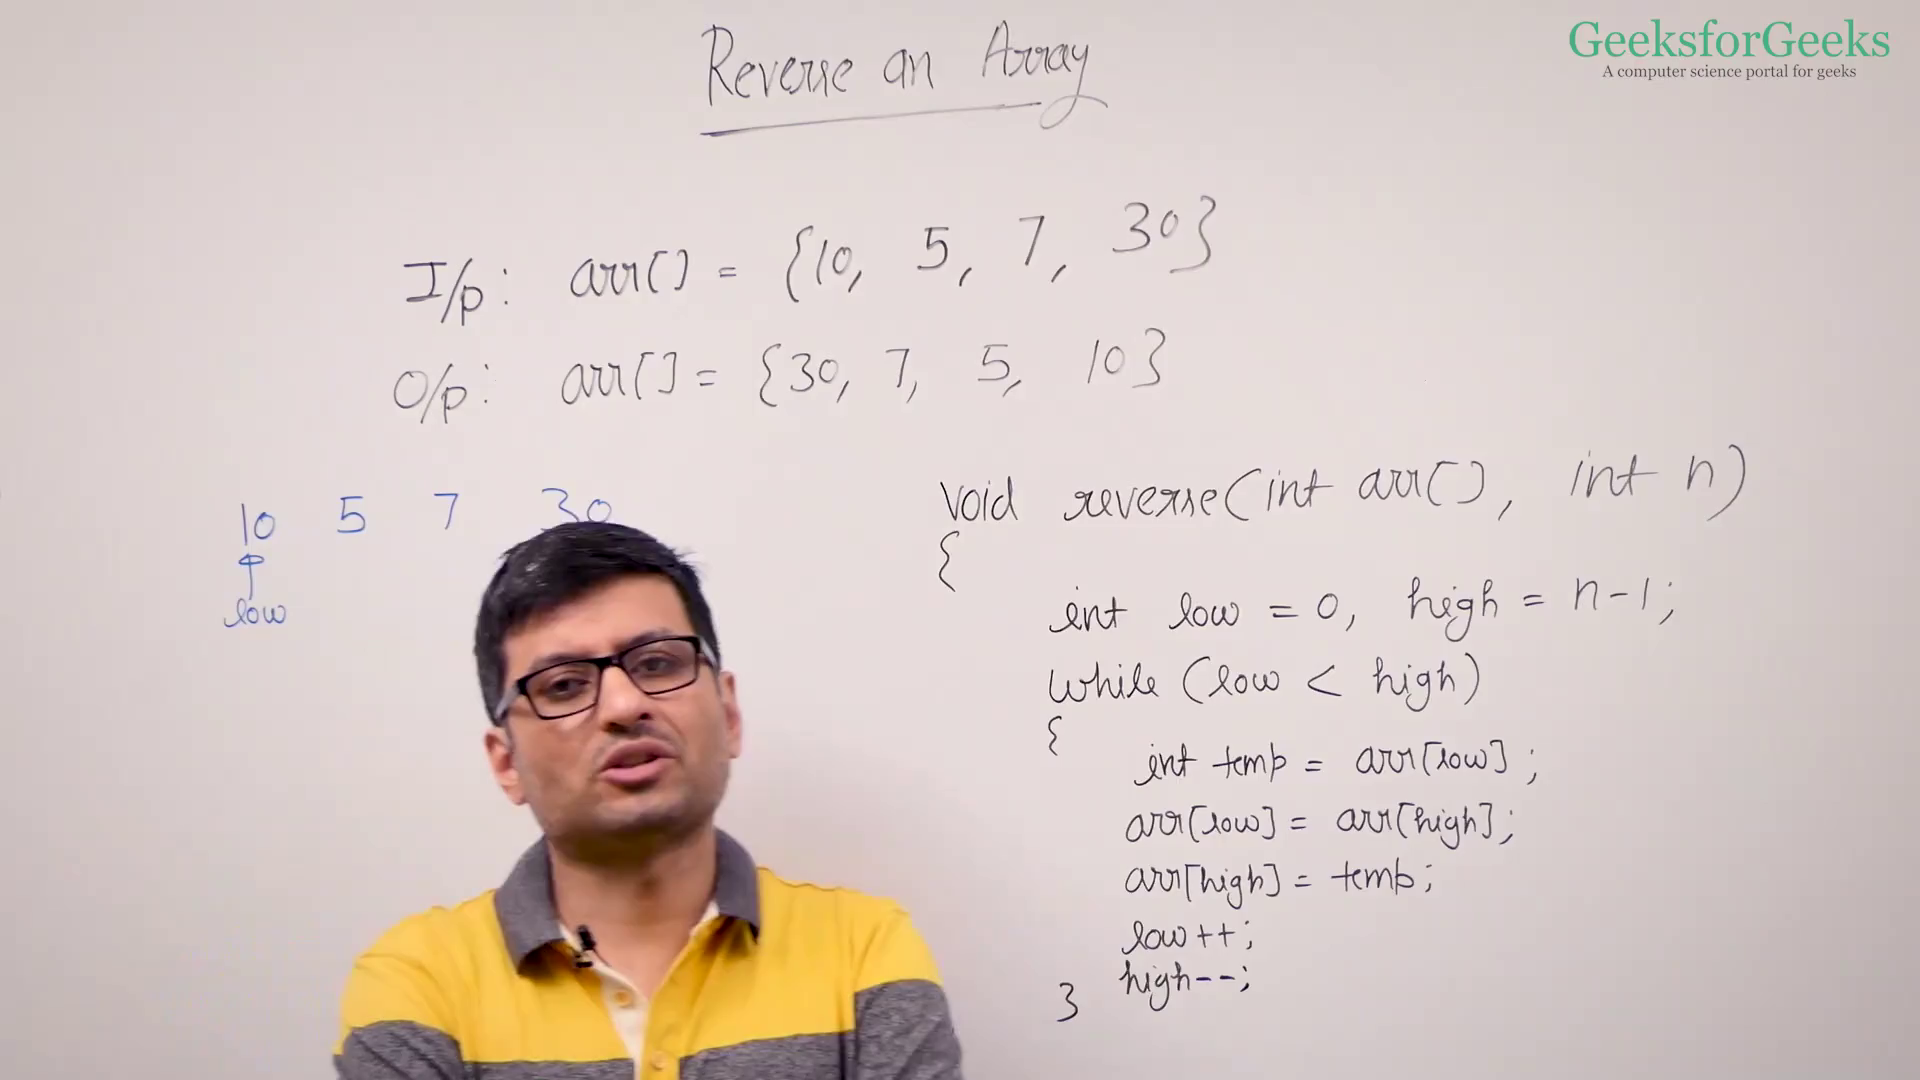 GeeksforGeeks
A computer science portal for geeks
Reverse an Array
I/p: arr[] = {10, 5, 7, 30}
O/p: arr[] = {30, 7, 5, 10}
10 5 7 30
low
void reverse(int arr[], int n)
{
int low = 0, high = n-1;
while (low < high)
{
int temp = arr[low];
arr[low] = arr[high];
arr[high] = temp;
low++;
high--;
}